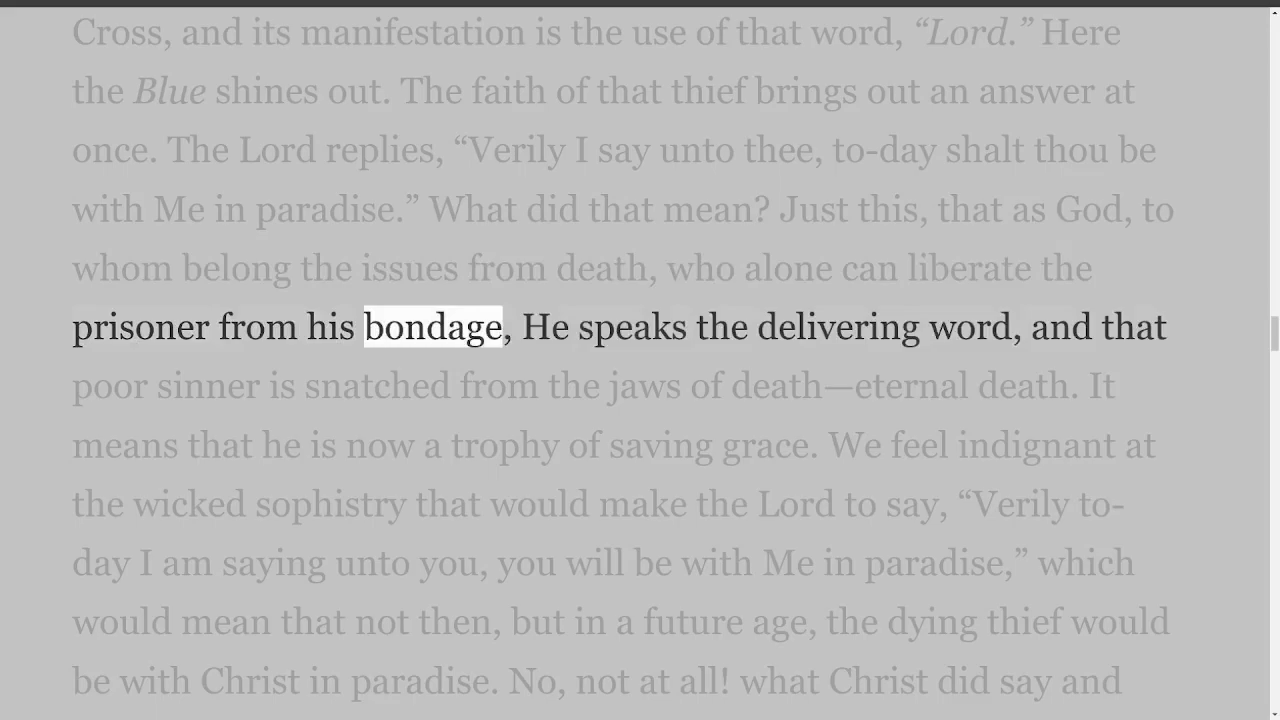 Cross, and its manifestation is the use of that word, “Lord.” Here
the Blue shines out. The faith of that thief brings out an answer at
once. The Lord replies, “Verily I say unto thee, to-day shalt thou be
with Me in paradise.” What did that mean? Just this, that as God, to
whom belong the issues from death, who alone can liberate the
prisoner from his bondage, He speaks the delivering word, and that
poor sinner is snatched from the jaws of death—eternal death. It
means that he is now a trophy of saving grace. We feel indignant at
the wicked sophistry that would make the Lord to say, “Verily to-
day I am saying unto you, you will be with Me in paradise,” which
would mean that not then, but in a future age, the dying thief would
be with Christ in paradise. No, not at all! what Christ did say and